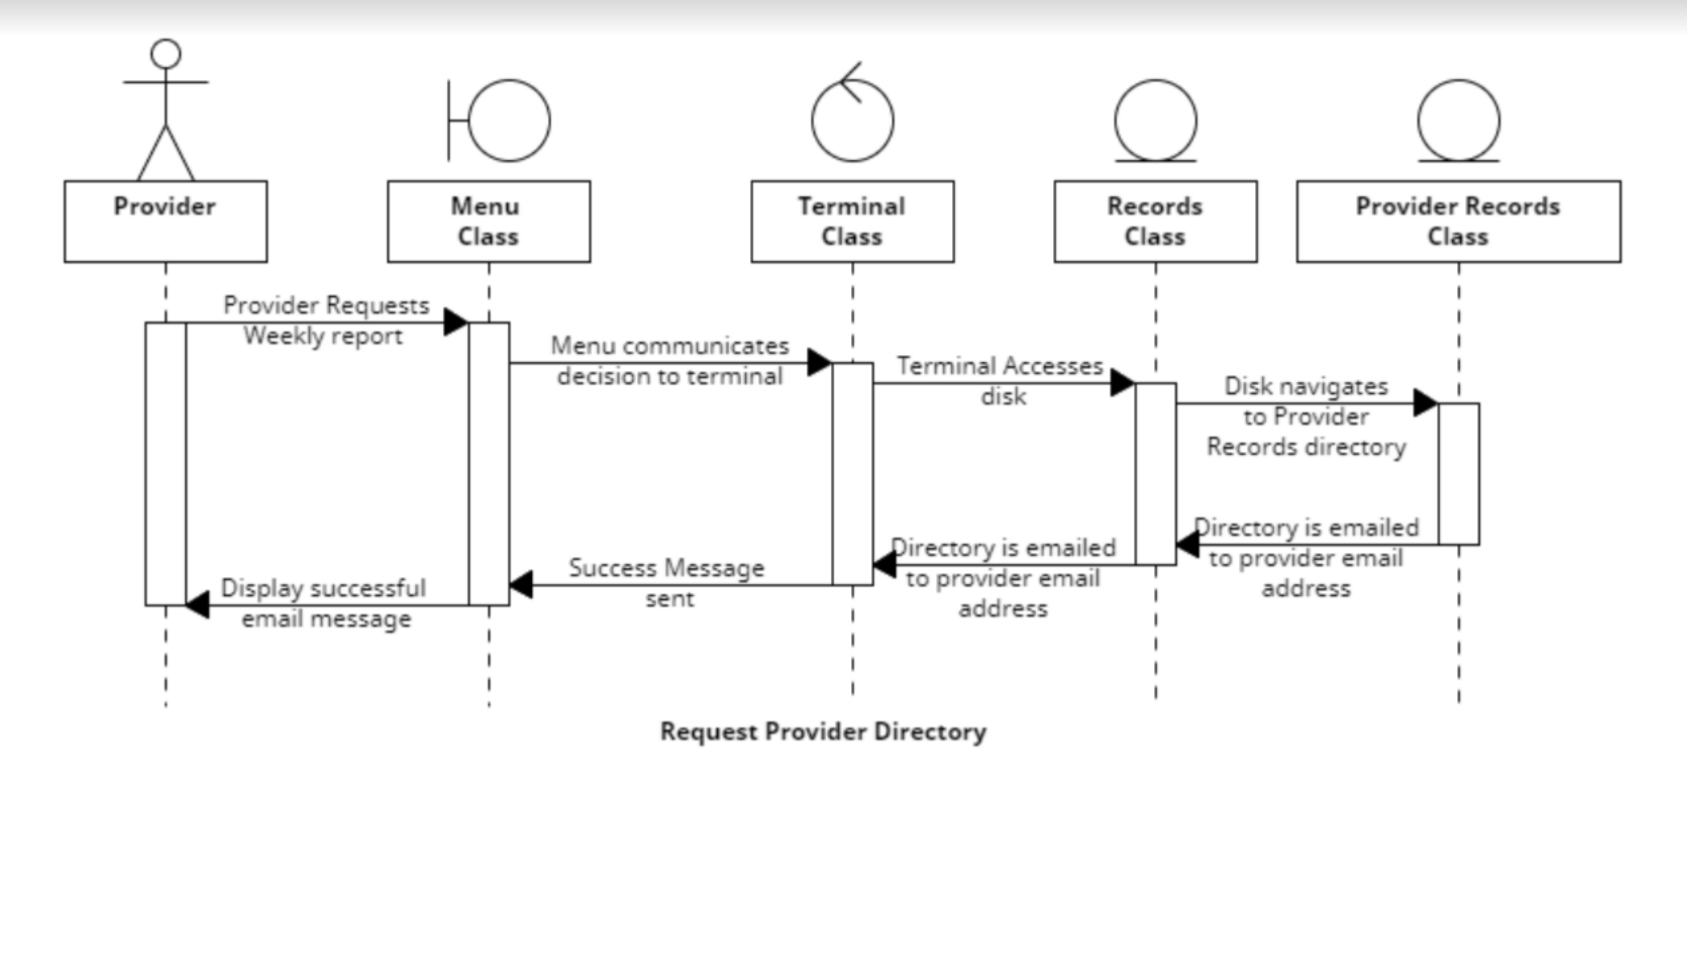 Provider
Menu
Class
Terminal
Class
Records
Class
Provider Records
Class
Provider Requests
Weekly report
Menu communicates
decision to terminal
Terminal Accesses
disk
Disk navigates
to Provider
Records directory
Directory is emailed
to provider email
address
Directory is emailed
to provider email
address
Success Message
sent
Display successful
email message
Request Provider Directory